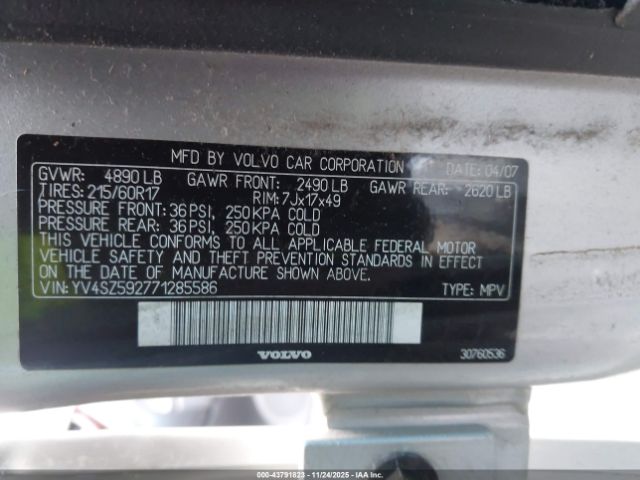 MFD BY VOLVO CAR CORPORATION DATE: 04/07
GVWR: 4890 LB GAWR FRONT: 2490 LB GAWR REAR: 2620 LB
TIRES: 215/60R17 RIM: 7Jx17x49
PRESSURE FRONT: 36 PSI, 250 KPA COLD
PRESSURE REAR: 36 PSI, 250 KPA COLD
THIS VEHICLE CONFORMS TO ALL APPLICABLE FEDERAL MOTOR
VEHICLE SAFETY AND THEFT PREVENTION STANDARDS IN EFFECT
ON THE DATE OF MANUFACTURE SHOWN ABOVE.
VIN: YV4SZ592771285586 TYPE: MPV
VOLVO 30760536
000-43791823 - 11/24/2025 - IAAI.COM